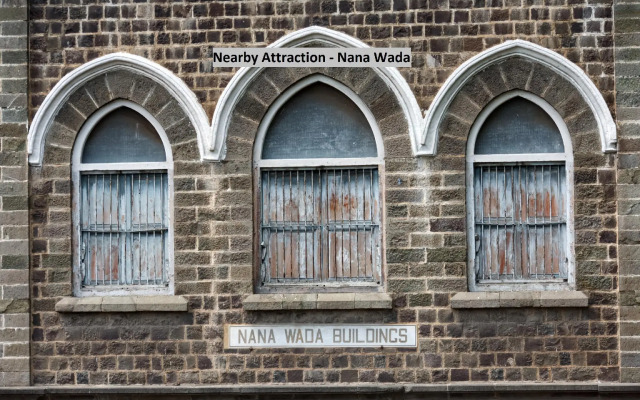 Nearby Attraction - Nana Wada
NANA WADA BUILDINGS